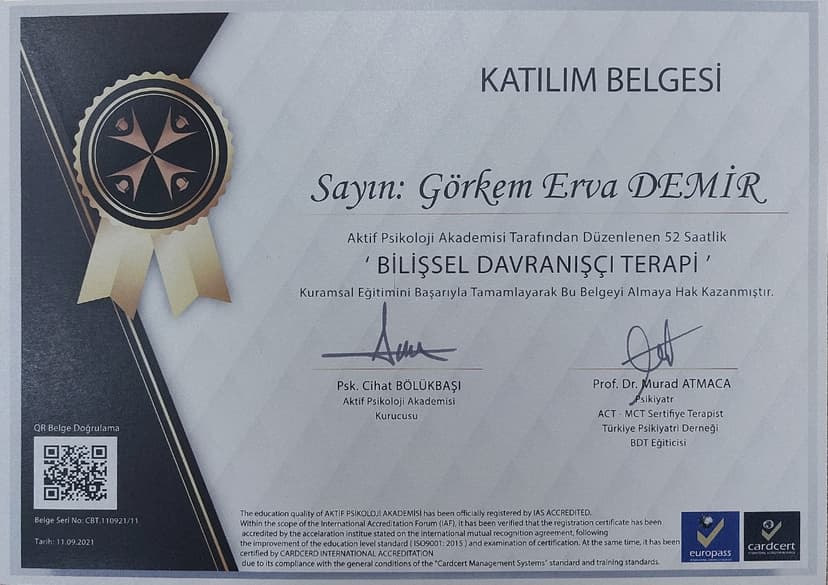 KATILIM BELGESİ
Sayın: Görkem Erva DEMİR
Aktif Psikoloji Akademisi Tarafından Düzenlenen 52 Saatlik
‘ BİLİŞSEL DAVRANIŞÇI TERAPİ ’
Kuramsal Eğitimini Başarıyla Tamamlayarak Bu Belgeyi Almaya Hak Kazanmıştır.
Psk. Cihat BÖLÜKBAŞI
Aktif Psikoloji Akademisi
Kurucusu
Prof. Dr. Murad ATMACA
Psikiyatr
ACT - MCT Sertifiye Terapist
Türkiye Psikiyatri Derneği
BDT Eğiticisi
QR Belge Doğrulama
Belge Seri No: CBT.110921/11
Tarih: 11.09.2021
The education quality of AKTİF PSİKOLOJİ AKADEMİSİ has been officially registered by IAS ACCREDITED.
Within the scope of the International Accreditation Forum (IAF), it has been verified that the registration certificate has been
accredited by the accelaration institue stated on the international mutual recognition agreement, following
the improvement of the education level standard ( ISO9001: 2015 ) and examination of certification. At the same time, it has been
certified by CARDCERD INTERNATIONAL ACCREDITATION
due to its compliance with the general conditions of the "Cardcert Management Systems" standard and training standards.
europass
cardcert